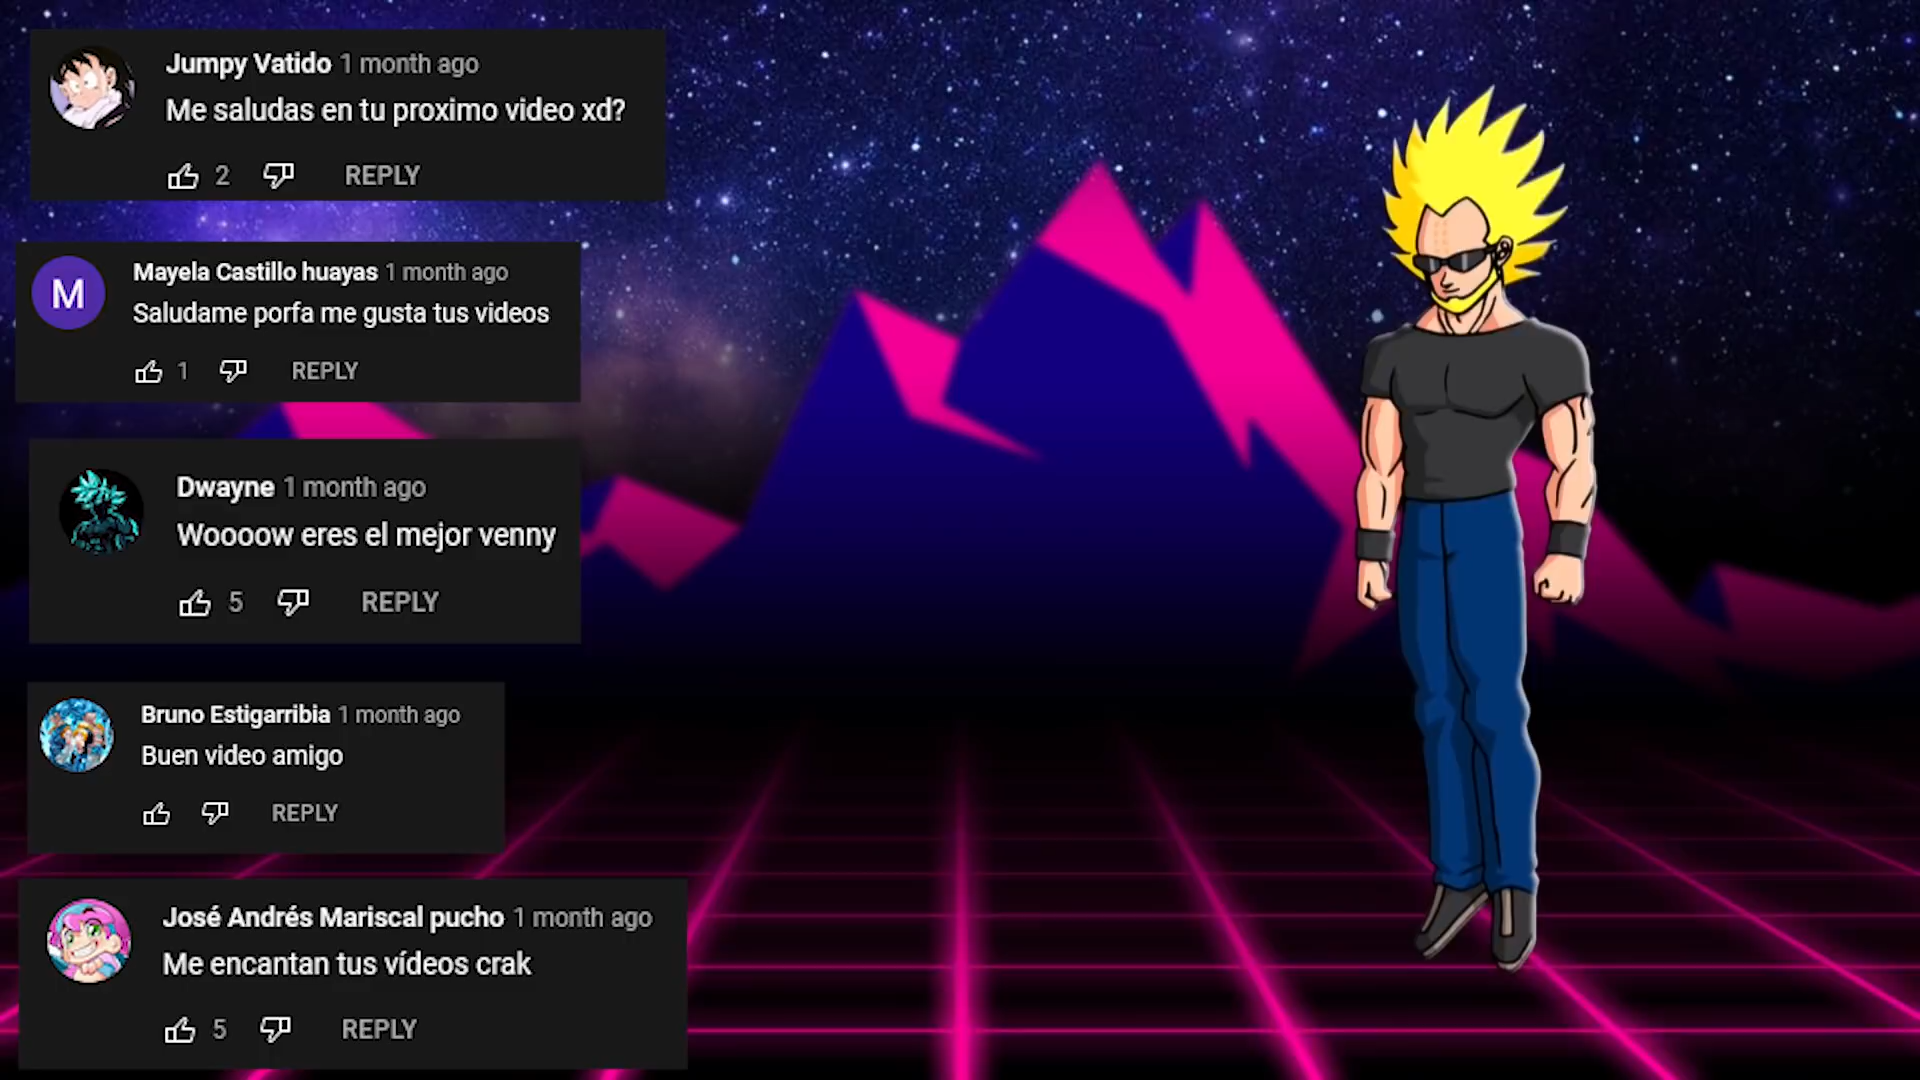 Jumpy Vatido 1 month ago
Me saludas en tu proximo video xd?
2 REPLY
M
Mayela Castillo huayas 1 month ago
Saludame porfa me gusta tus videos
1 REPLY
Dwayne 1 month ago
Woooow eres el mejor venny
5 REPLY
Bruno Estigarribia 1 month ago
Buen video amigo
REPLY
José Andrés Mariscal pucho 1 month ago
Me encantan tus vídeos crak
5 REPLY